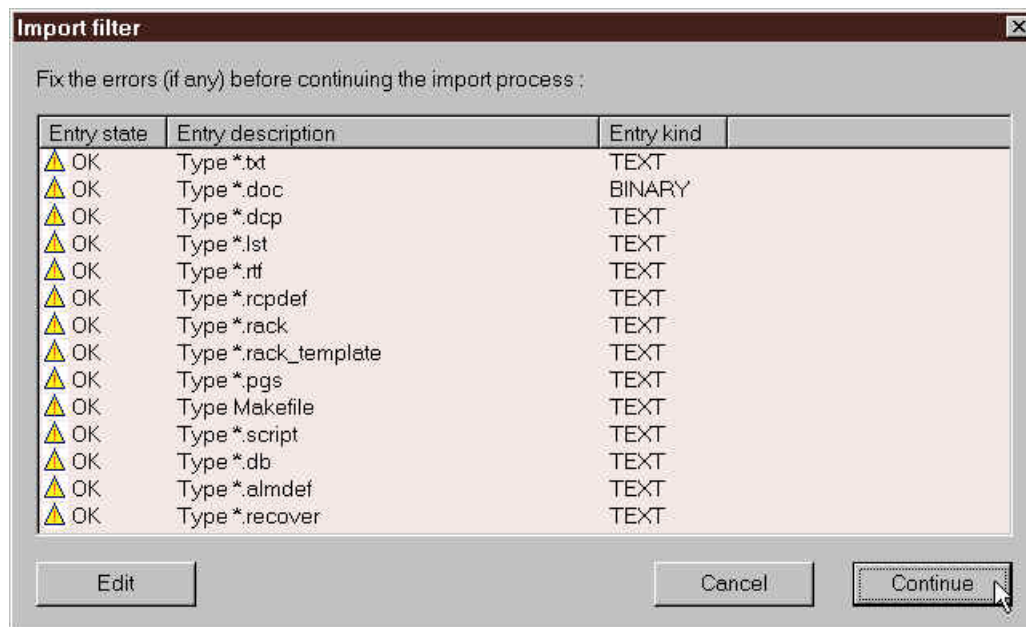 Import filter
Fix the errors (if any) before continuing the import process :
Entry state Entry description Entry kind
OK Type *.txt TEXT
OK Type *.doc BINARY
OK Type *.dcp TEXT
OK Type *.lst TEXT
OK Type *.rtf TEXT
OK Type *.rcpdef TEXT
OK Type *.rack TEXT
OK Type *.rack_template TEXT
OK Type *.pgs TEXT
OK Type Makefile TEXT
OK Type *.script TEXT
OK Type *.db TEXT
OK Type *.almdef TEXT
OK Type *.recover TEXT
Edit Cancel Continue